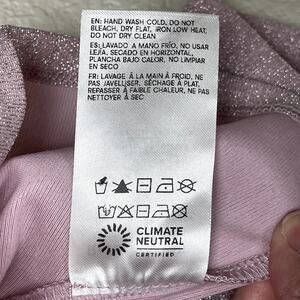 EN: HAND WASH COLD, DO NOT
BLEACH, DRY FLAT, IRON LOW HEAT,
DO NOT DRY CLEAN
ES: LAVADO A MANO FRÍO, NO USAR
LEJÍA, SECADO EN HORIZONTAL,
PLANCHA BAJO CALOR, NO LIMPIAR
EN SECO
FR: LAVAGE À LA MAIN À FROID, NE
PAS JAVELLISER, SÉCHAGE À PLAT,
REPASSER À FAIBLE CHALEUR, NE PAS
NETTOYER À SEC
CLIMATE
NEUTRAL
CERTIFIED